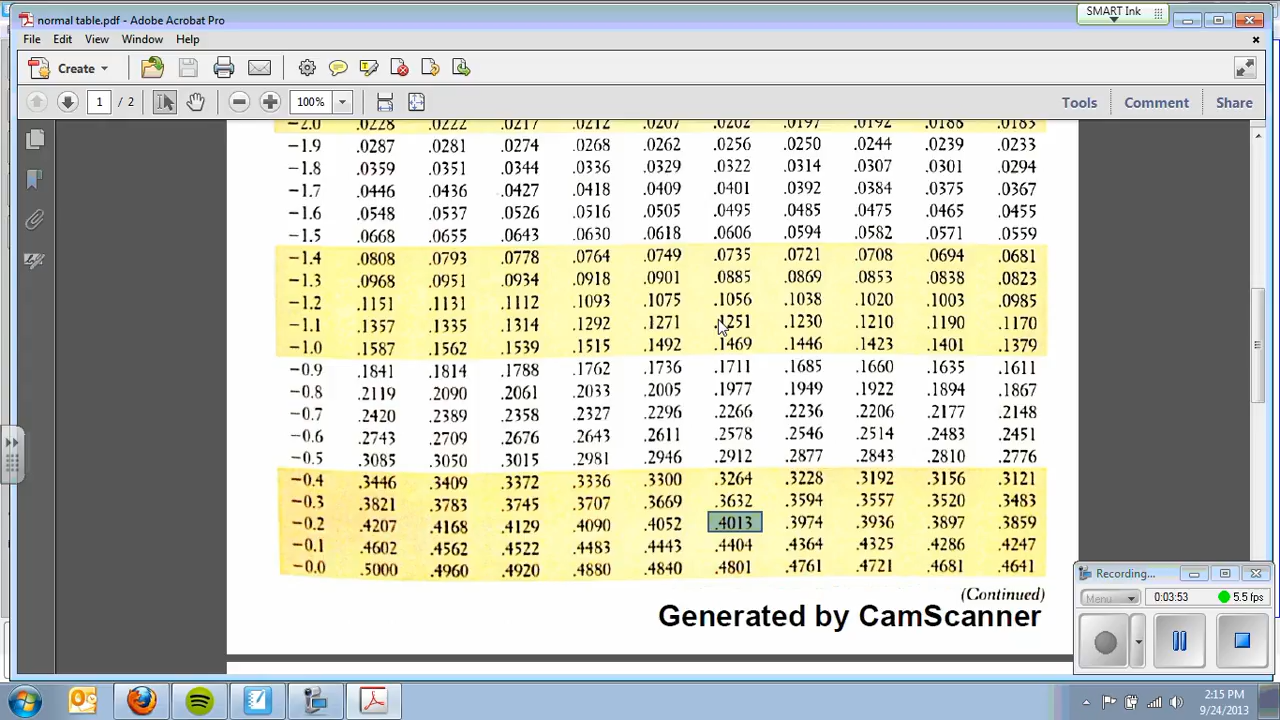 normal table.pdf - Adobe Acrobat Pro
SMART Ink
File Edit View Window Help
Create
1 / 2 100% Tools Comment Share
−2.0 .0228 .0222 .0217 .0212 .0207 .0202 .0197 .0192 .0188 .0183
−1.9 .0287 .0281 .0274 .0268 .0262 .0256 .0250 .0244 .0239 .0233
−1.8 .0359 .0351 .0344 .0336 .0329 .0322 .0314 .0307 .0301 .0294
−1.7 .0446 .0436 .0427 .0418 .0409 .0401 .0392 .0384 .0375 .0367
−1.6 .0548 .0537 .0526 .0516 .0505 .0495 .0485 .0475 .0465 .0455
−1.5 .0668 .0655 .0643 .0630 .0618 .0606 .0594 .0582 .0571 .0559
−1.4 .0808 .0793 .0778 .0764 .0749 .0735 .0721 .0708 .0694 .0681
−1.3 .0968 .0951 .0934 .0918 .0901 .0885 .0869 .0853 .0838 .0823
−1.2 .1151 .1131 .1112 .1093 .1075 .1056 .1038 .1020 .1003 .0985
−1.1 .1357 .1335 .1314 .1292 .1271 .1251 .1230 .1210 .1190 .1170
−1.0 .1587 .1562 .1539 .1515 .1492 .1469 .1446 .1423 .1401 .1379
−0.9 .1841 .1814 .1788 .1762 .1736 .1711 .1685 .1660 .1635 .1611
−0.8 .2119 .2090 .2061 .2033 .2005 .1977 .1949 .1922 .1894 .1867
−0.7 .2420 .2389 .2358 .2327 .2296 .2266 .2236 .2206 .2177 .2148
−0.6 .2743 .2709 .2676 .2643 .2611 .2578 .2546 .2514 .2483 .2451
−0.5 .3085 .3050 .3015 .2981 .2946 .2912 .2877 .2843 .2810 .2776
−0.4 .3446 .3409 .3372 .3336 .3300 .3264 .3228 .3192 .3156 .3121
−0.3 .3821 .3783 .3745 .3707 .3669 .3632 .3594 .3557 .3520 .3483
−0.2 .4207 .4168 .4129 .4090 .4052 .4013 .3974 .3936 .3897 .3859
−0.1 .4602 .4562 .4522 .4483 .4443 .4404 .4364 .4325 .4286 .4247
−0.0 .5000 .4960 .4920 .4880 .4840 .4801 .4761 .4721 .4681 .4641
(Continued)
Generated by CamScanner
Recording...
Menu 0:03:53 5.5 fps
2:15 PM
9/24/2013